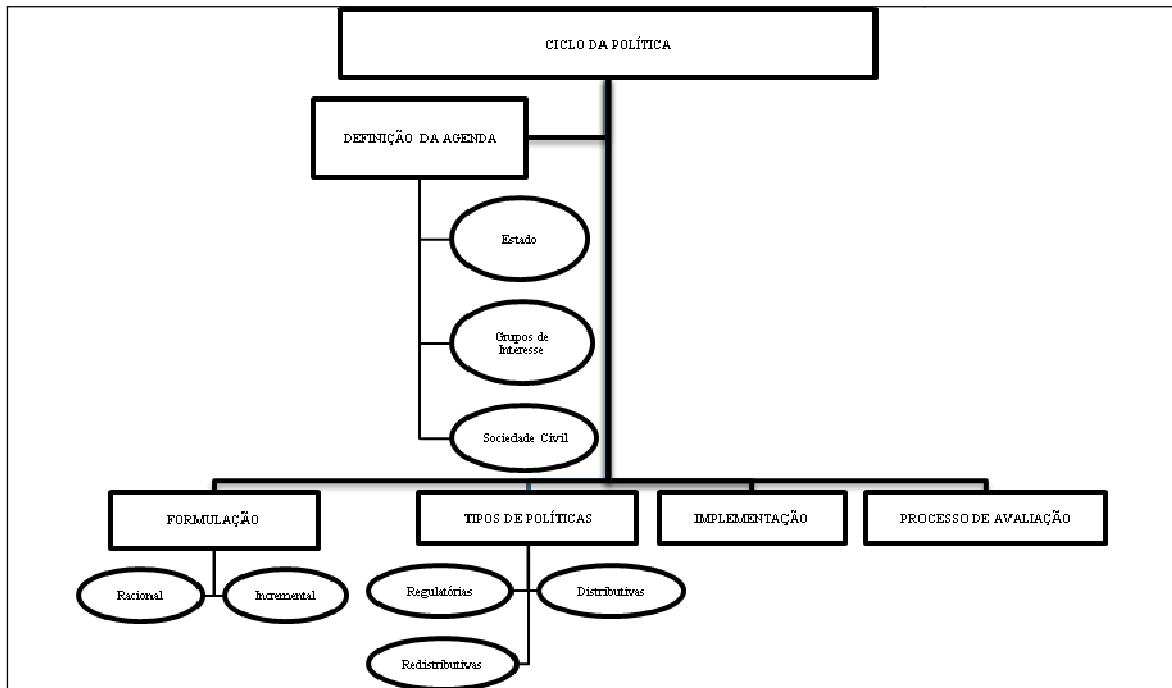 CICLO DA POLÍTICA
DEFINIÇÃO DA AGENDA
Estado
Grupos de
Interesse
Sociedade Civil
FORMULAÇÃO
TIPOS DE POLÍTICAS
IMPLEMENTAÇÃO
PROCESSO DE AVALIAÇÃO
Racional
Incremental
Regulatórias
Distributivas
Redistributivas